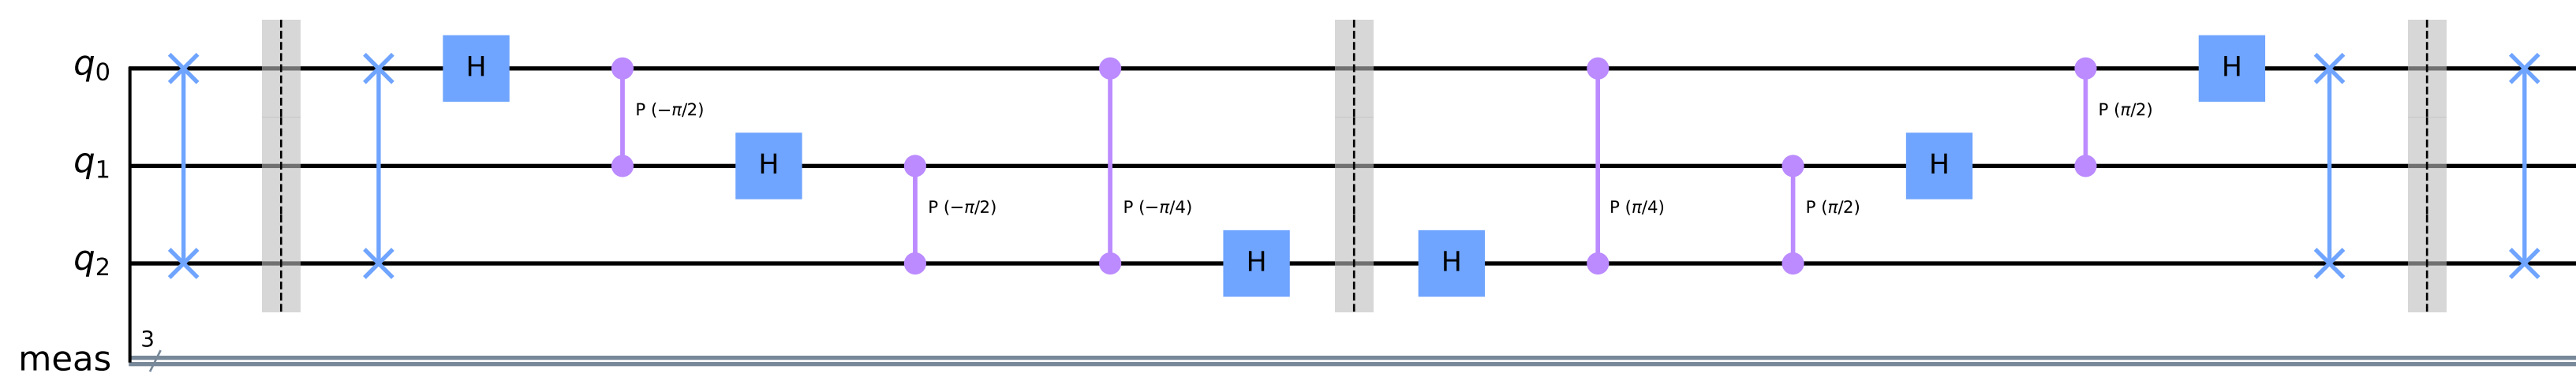 q0 H H
P (−π/2) P (π/2)
q1 H H
P (−π/2) P (−π/4) P (π/4) P (π/2)
q2 H H
3
meas